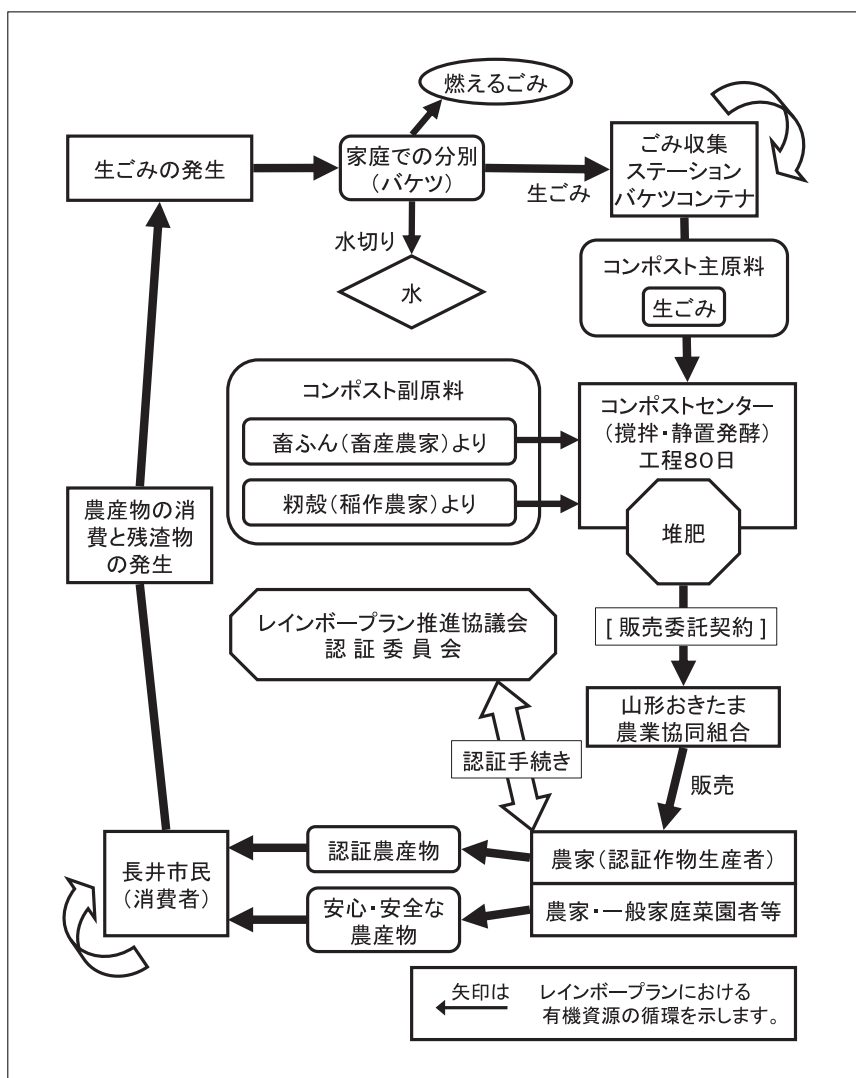 燃えるごみ
生ごみの発生
家庭での分別
(バケツ)
生ごみ
ごみ収集
ステーション
バケツコンテナ
水切り
水
コンポスト主原料
生ごみ
コンポスト副原料
畜ふん(畜産農家)より
籾殻(稲作農家)より
コンポストセンター
(撹拌・静置発酵)
工程80日
堆肥
農産物の消
費と残渣物
の発生
レインボープラン推進協議会
認証委員会
[販売委託契約]
山形おきたま
農業協同組合
認証手続き
販売
長井市民
(消費者)
認証農産物
安心・安全な
農産物
農家(認証作物生産者)
農家・一般家庭菜園者等
矢印は
レインボープランにおける
有機資源の循環を示します。